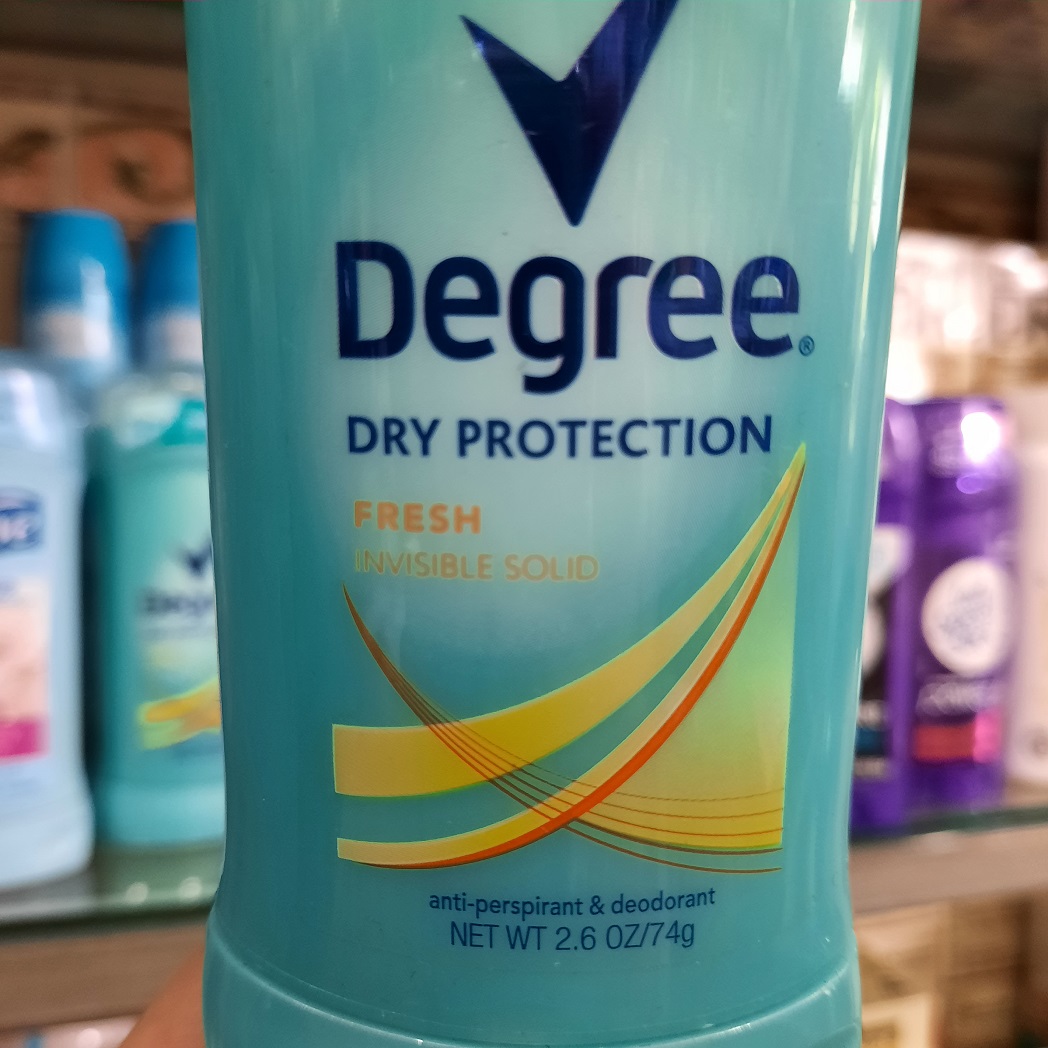 Degree®
DRY PROTECTION
FRESH
INVISIBLE SOLID
anti-perspirant & deodorant
NET WT 2.6 OZ/74g